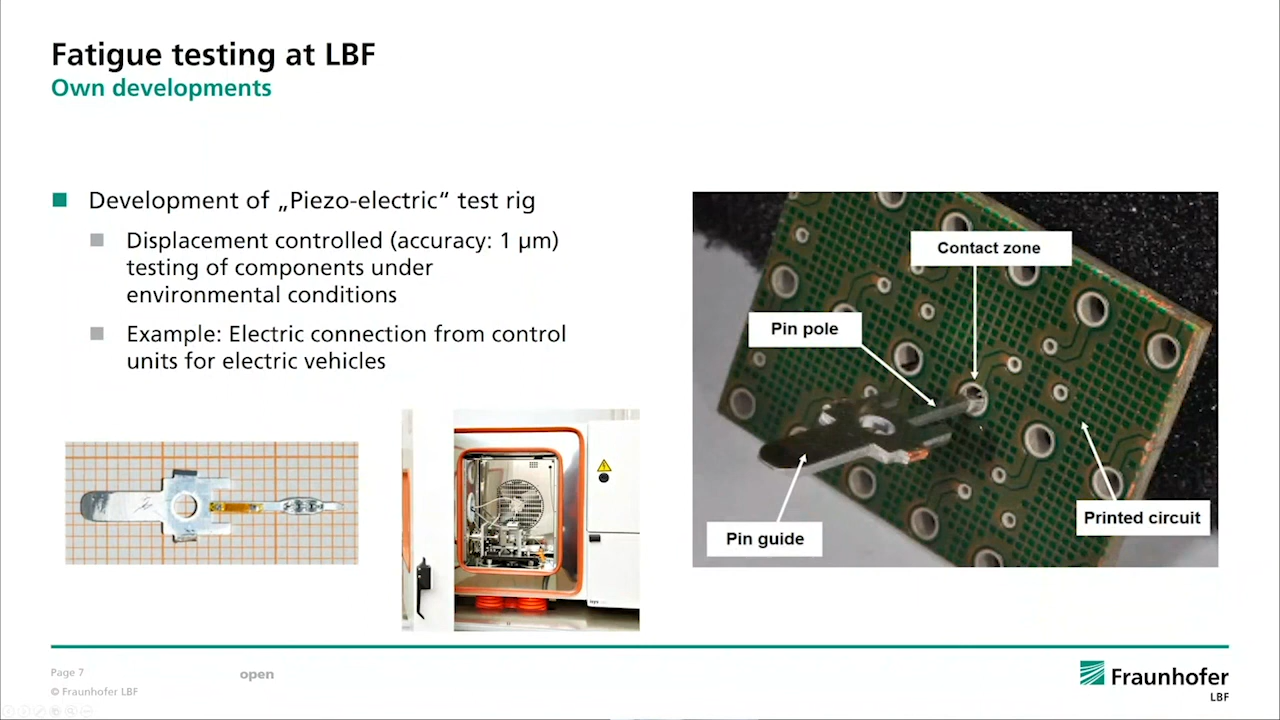 Fatigue testing at LBF
Own developments
Development of „Piezo-electric“ test rig
Displacement controlled (accuracy: 1 µm)
testing of components under
environmental conditions
Example: Electric connection from control
units for electric vehicles
Contact zone
Pin pole
Printed circuit
Pin guide
Page 7
open
© Fraunhofer LBF
Fraunhofer
LBF